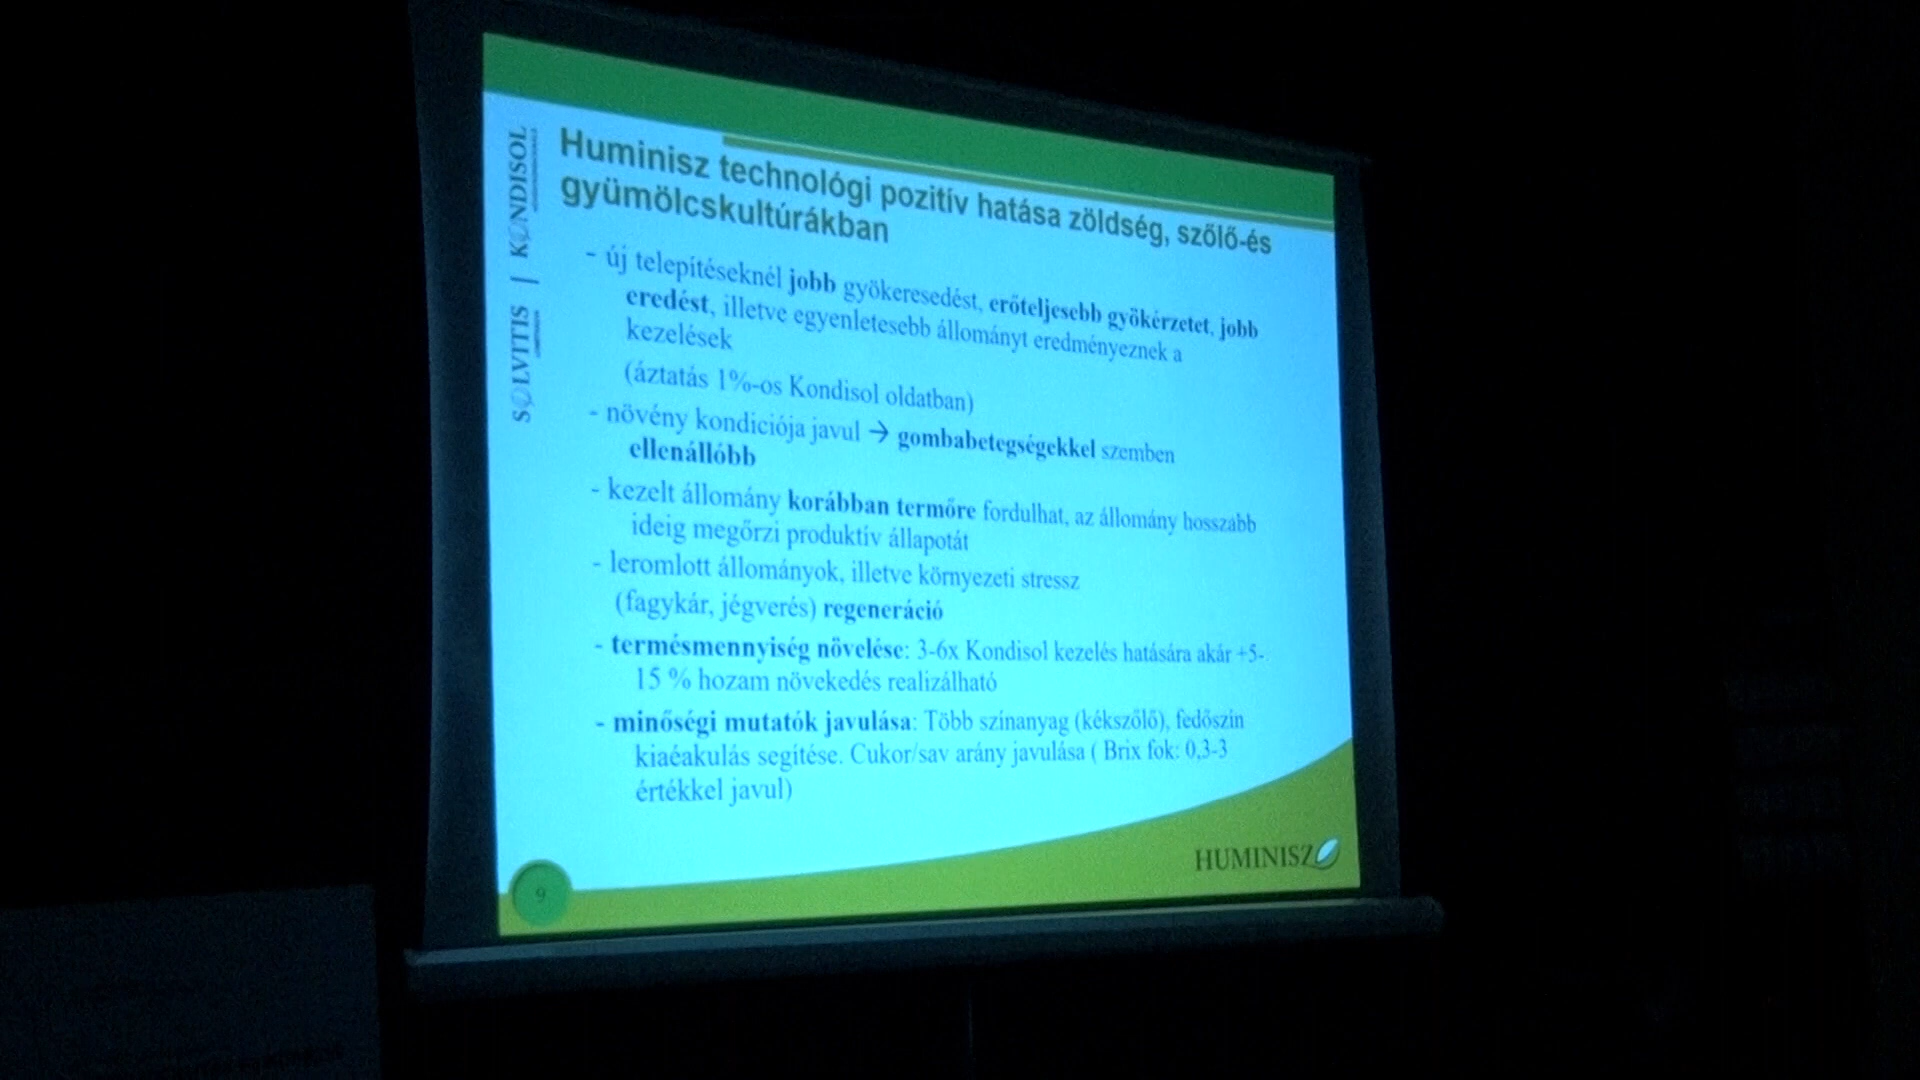 Huminisz technológi pozitív hatása zöldség, szőlő-és
gyümölcskultúrákban
- új telepítéseknél jobb gyökeresedést, erőteljesebb gyökérzetet, jobb
eredést, illetve egyenletesebb állományt eredményeznek a
kezelések
(áztatás 1%-os Kondisol oldatban)
- növény kondiciója javul → gombabetegségekkel szemben
ellenállóbb
- kezelt állomány korábban termőre fordulhat, az állomány hosszabb
ideig megőrzi produktív állapotát
- leromlott állományok, illetve környezeti stressz
(fagykár, jégverés) regeneráció
- termésmennyiség növelése: 3-6x Kondisol kezelés hatására akár +5-
15 % hozam növekedés realizálható
- minőségi mutatók javulása: Több színanyag (kékszőlő), fedőszín
kiaéakulás segítése. Cukor/sav arány javulása ( Brix fok: 0,3-3
értékkel javul)
SOLVITIS | KONDISOL
HUMINISZ
9